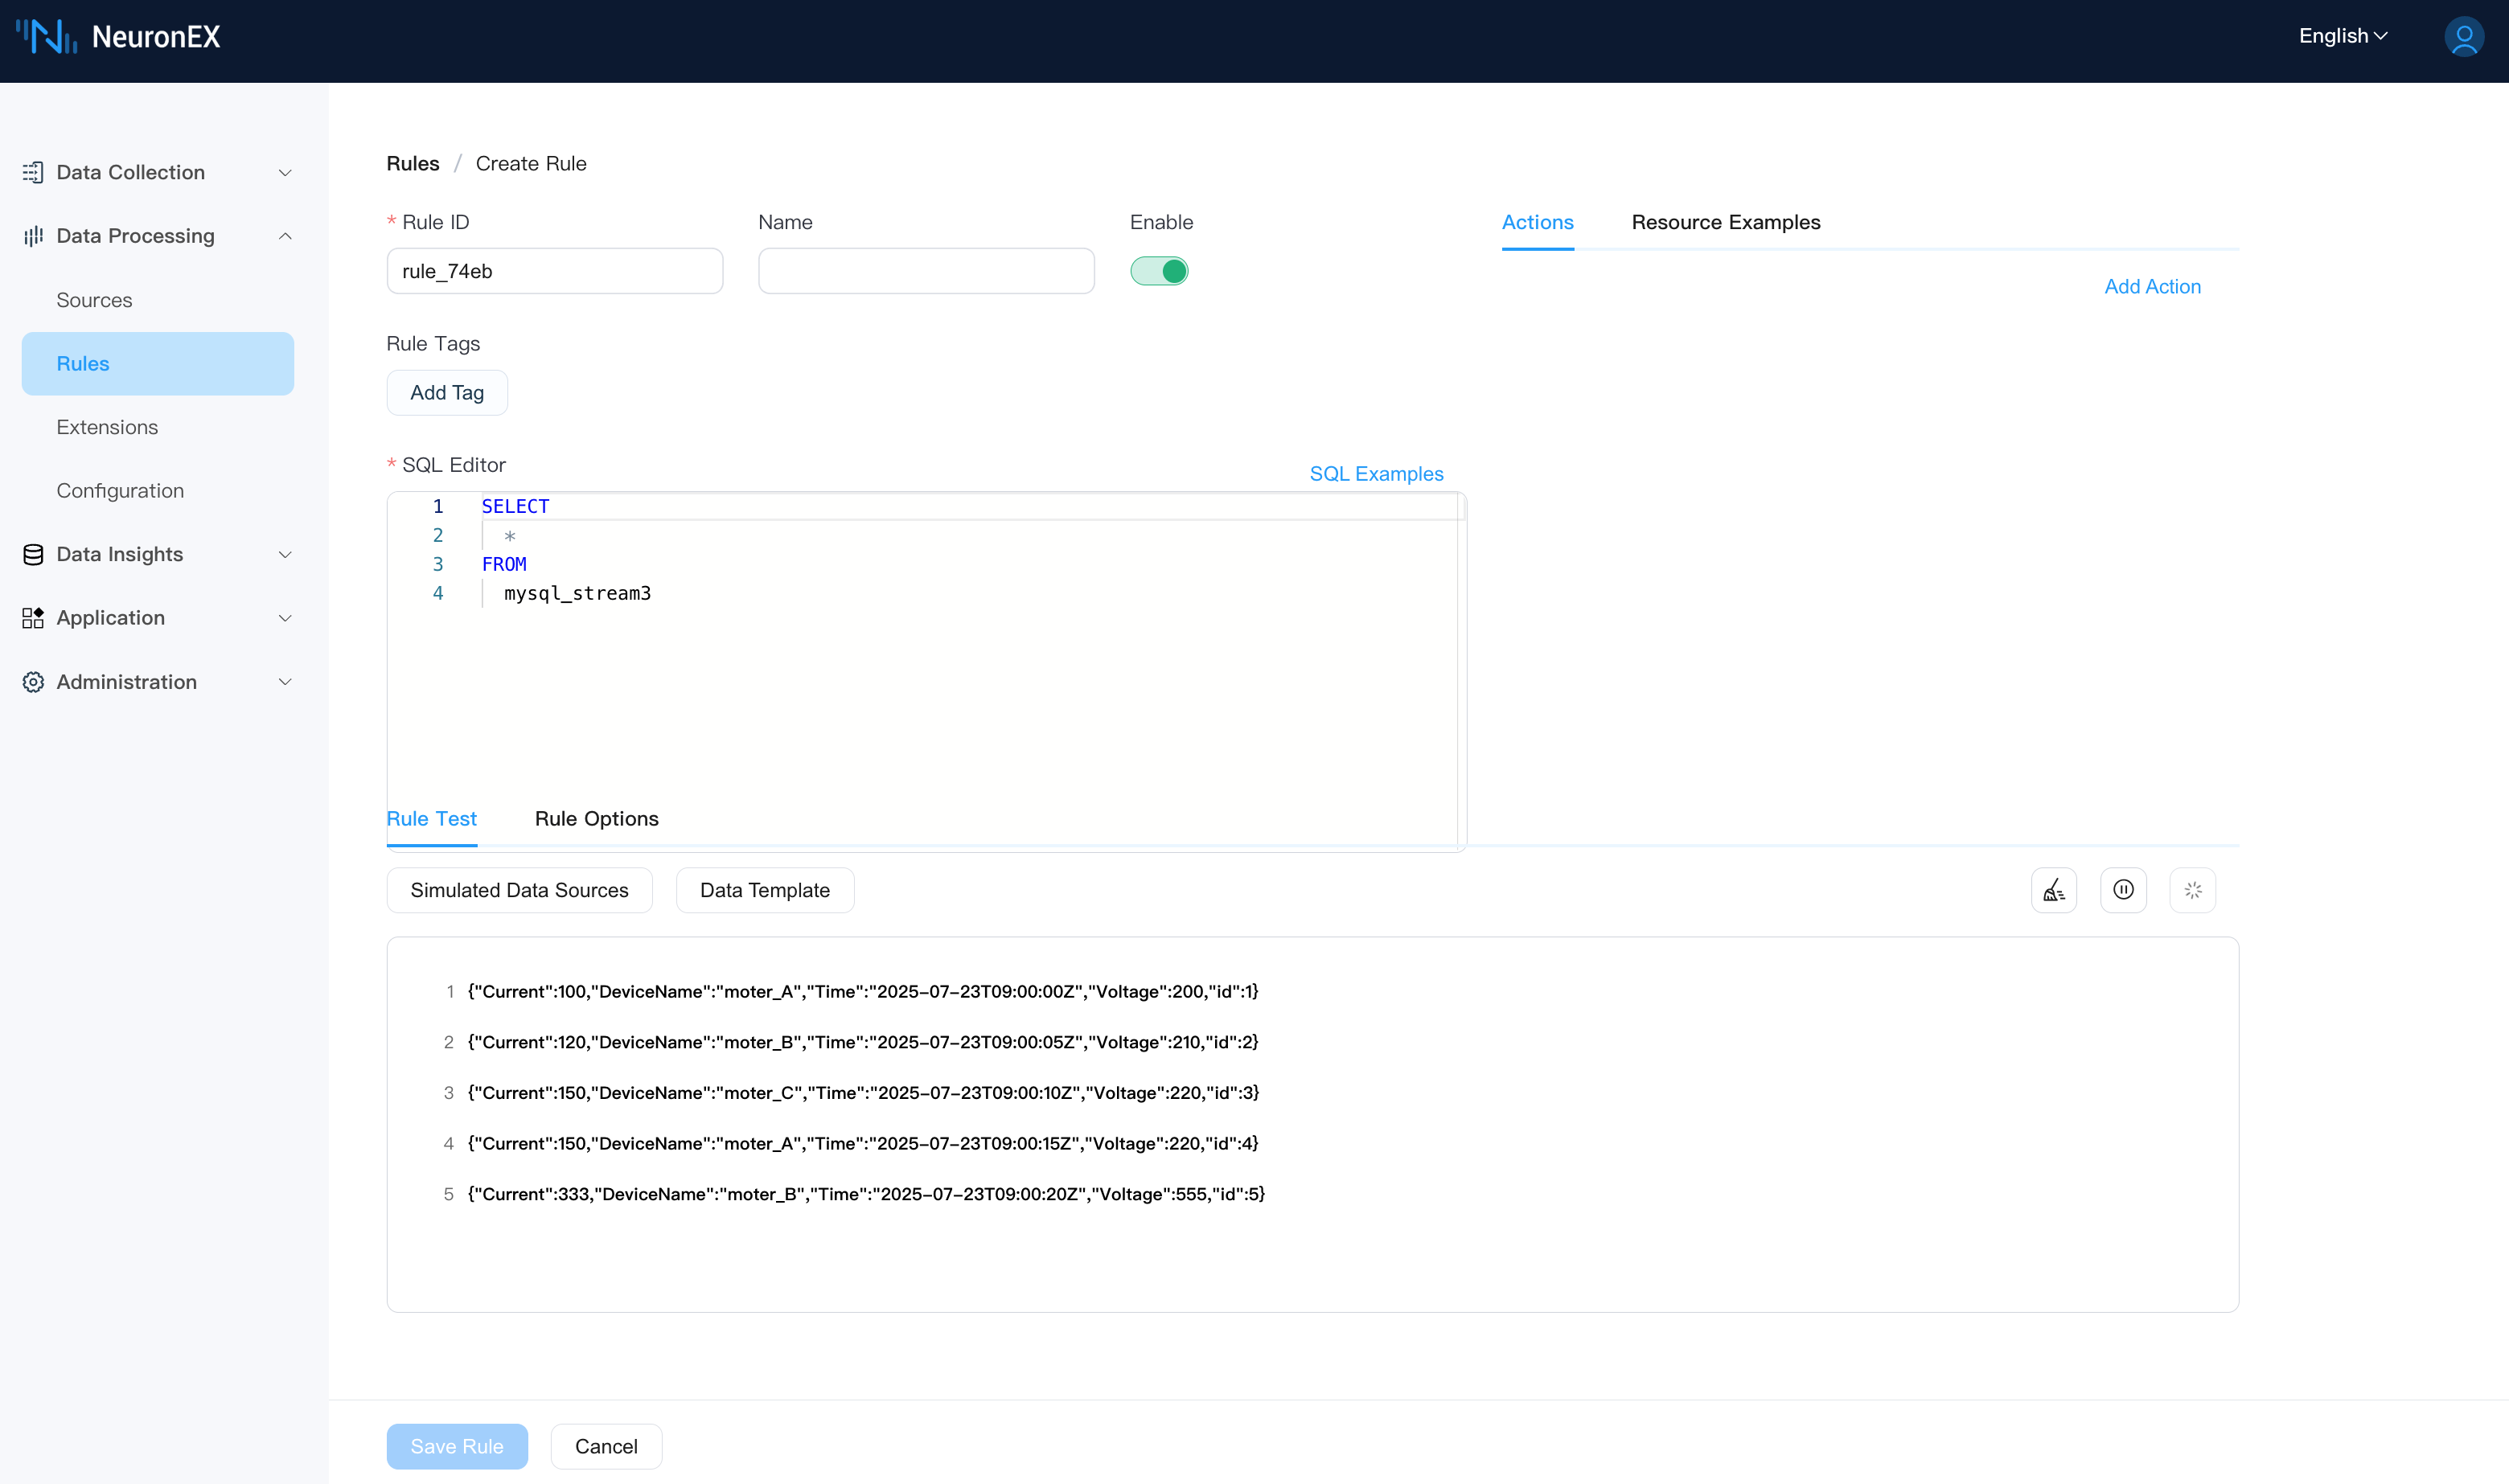 NeuronEX
English
Data Collection
Data Processing
Sources
Rules
Extensions
Configuration
Data Insights
Application
Administration
Rules / Create Rule
* Rule ID
Name
Enable
rule_74eb
Rule Tags
Add Tag
* SQL Editor
SQL Examples
1 SELECT
2 *
3 FROM
4 mysql_stream3
Actions
Resource Examples
Add Action
Rule Test
Rule Options
Simulated Data Sources
Data Template
1 {"Current":100,"DeviceName":"moter_A","Time":"2025-07-23T09:00:00Z","Voltage":200,"id":1}
2 {"Current":120,"DeviceName":"moter_B","Time":"2025-07-23T09:00:05Z","Voltage":210,"id":2}
3 {"Current":150,"DeviceName":"moter_C","Time":"2025-07-23T09:00:10Z","Voltage":220,"id":3}
4 {"Current":150,"DeviceName":"moter_A","Time":"2025-07-23T09:00:15Z","Voltage":220,"id":4}
5 {"Current":333,"DeviceName":"moter_B","Time":"2025-07-23T09:00:20Z","Voltage":555,"id":5}
Save Rule
Cancel